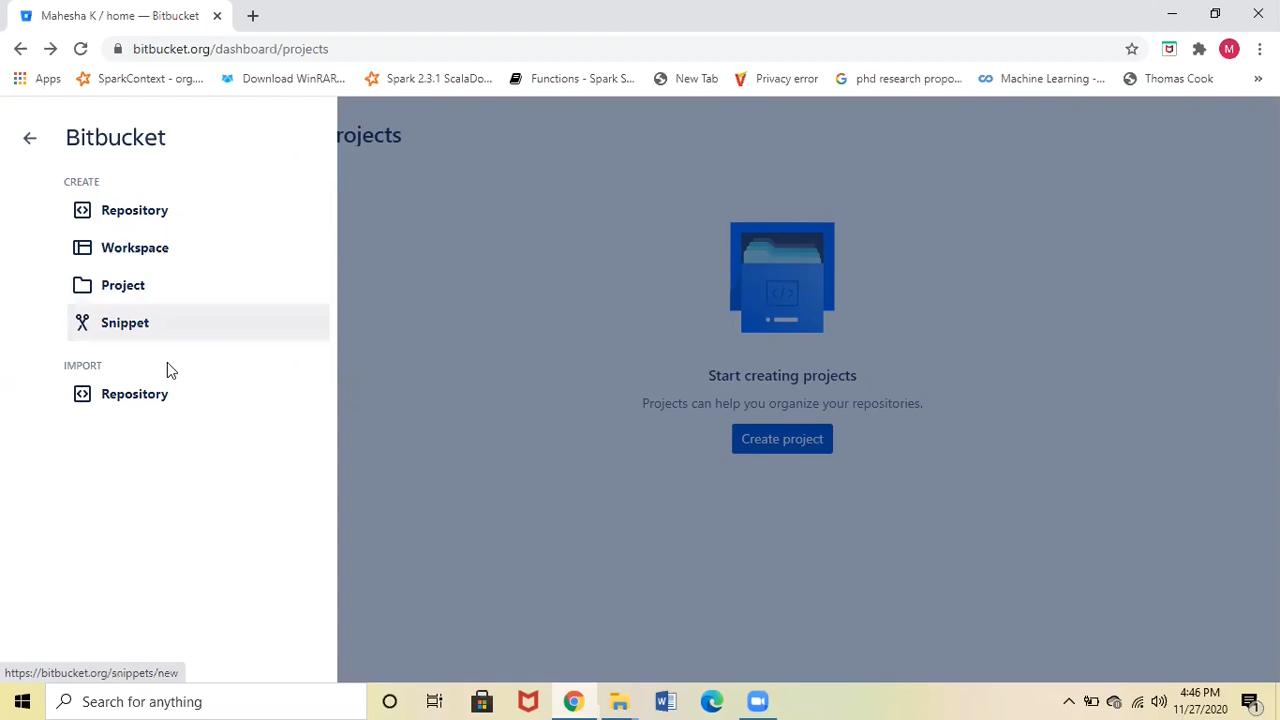 Mahesha K / home — Bitbucket
bitbucket.org/dashboard/projects
M
Apps
SparkContext - org....
Download WinRAR...
Spark 2.3.1 ScalaDo...
Functions - Spark S...
New Tab
Privacy error
phd research propo...
Machine Learning -...
Thomas Cook
»
Bitbucket
rojects
CREATE
Repository
Workspace
Project
Snippet
IMPORT
Repository
Start creating projects
Projects can help you organize your repositories.
Create project
https://bitbucket.org/snippets/new
Search for anything
4:46 PM
11/27/2020
1